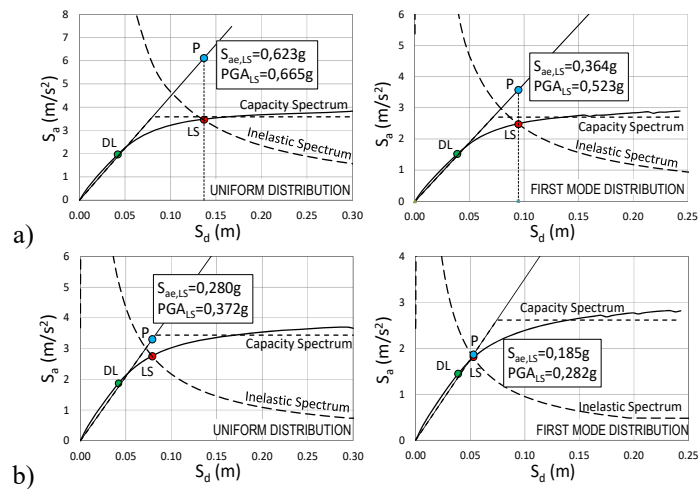 8
7
6
5
4
3
2
1
0
Sa (m/s²)
P
Sae,LS=0,623g
PGALS=0,665g
Capacity Spectrum
DL
LS
Inelastic Spectrum
UNIFORM DISTRIBUTION
0.00 0.05 0.10 0.15 0.20 0.25 0.30
Sd (m)
6
5
4
3
2
1
0
Sa (m/s²)
P
Sae,LS=0,364g
PGALS=0,523g
Capacity Spectrum
DL
LS
Inelastic Spectrum
FIRST MODE DISTRIBUTION
0.00 0.05 0.10 0.15 0.20 0.25
Sd (m)
a)
6
5
4
3
2
1
0
Sa (m/s²)
Sae,LS=0,280g
PGALS=0,372g
P
Capacity Spectrum
DL
LS
Inelastic Spectrum
UNIFORM DISTRIBUTION
0.00 0.05 0.10 0.15 0.20 0.25 0.30
Sd (m)
4
3
2
1
0
Sa (m/s²)
Capacity Spectrum
P
Sae,LS=0,185g
PGALS=0,282g
DL
LS
Inelastic Spectrum
FIRST MODE DISTRIBUTION
0.00 0.05 0.10 0.15 0.20 0.25
Sd (m)
b)